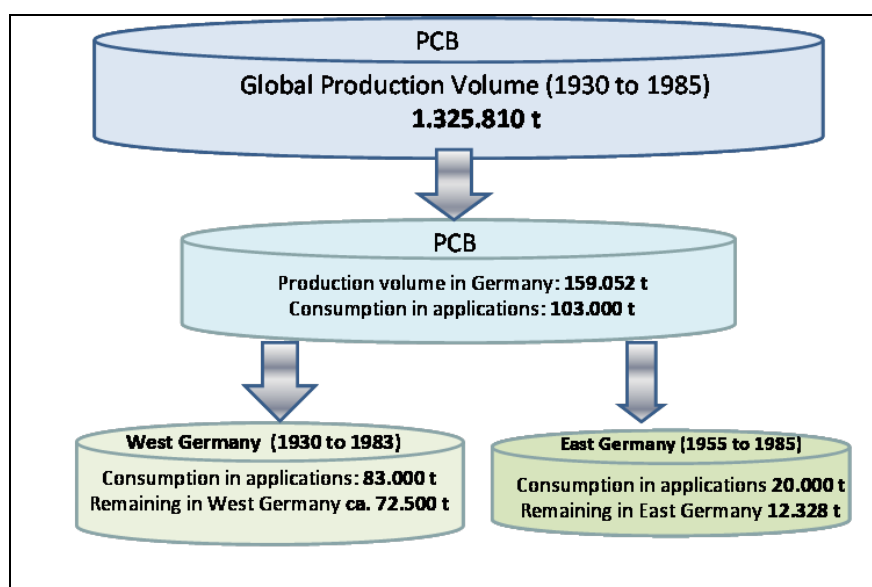 PCB
Global Production Volume (1930 to 1985)
1.325.810 t
PCB
Production volume in Germany: 159.052 t
Consumption in applications: 103.000 t
West Germany (1930 to 1983)
Consumption in applications: 83.000 t
Remaining in West Germany ca. 72.500 t
East Germany (1955 to 1985)
Consumption in applications 20.000 t
Remaining in East Germany 12.328 t